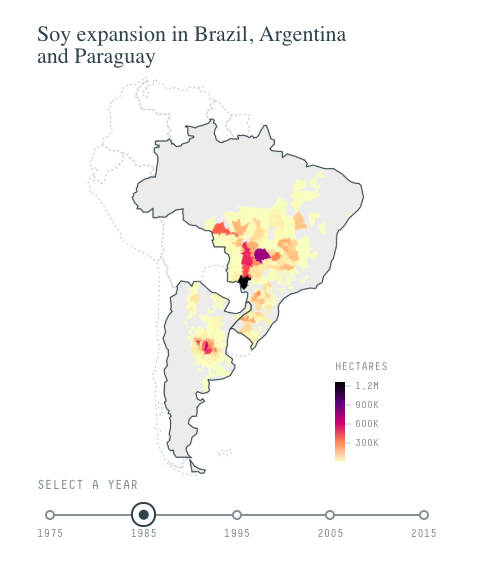 Soy expansion in Brazil, Argentina
and Paraguay
HECTARES
1.2M
900K
600K
300K
SELECT A YEAR
1975 1985 1995 2005 2015